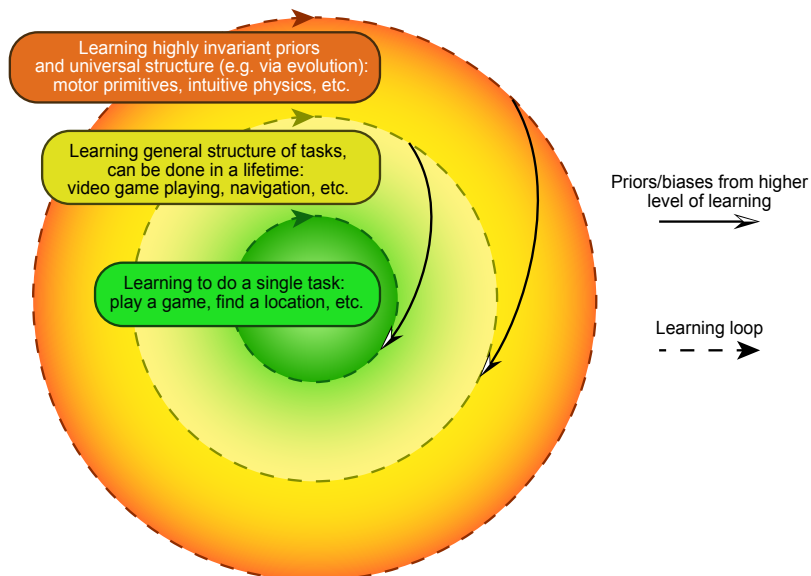 Learning highly invariant priors
and universal structure (e.g. via evolution):
motor primitives, intuitive physics, etc.
Learning general structure of tasks,
can be done in a lifetime:
video game playing, navigation, etc.
Learning to do a single task:
play a game, find a location, etc.
Priors/biases from higher
level of learning
Learning loop